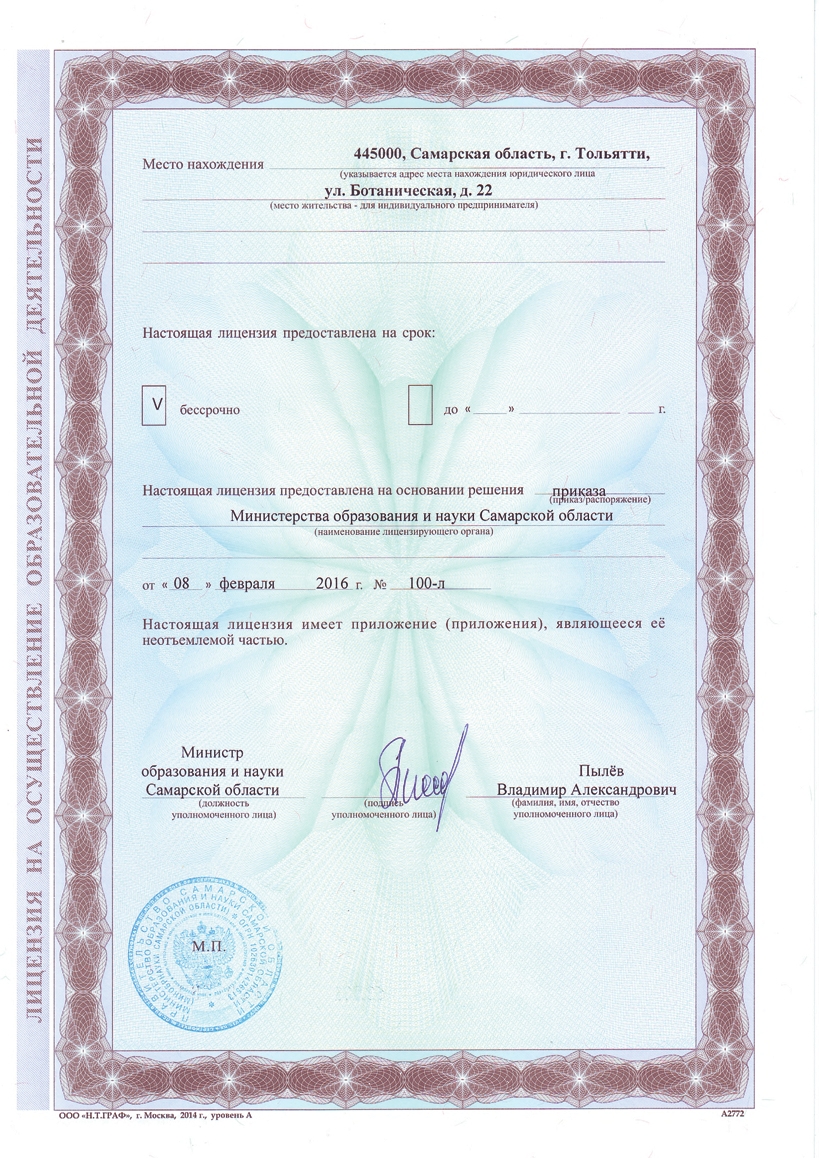 ЛИЦЕНЗИЯ НА ОСУЩЕСТВЛЕНИЕ ОБРАЗОВАТЕЛЬНОЙ ДЕЯТЕЛЬНОСТИ
Место нахождения 445000, Самарская область, г. Тольятти,
(указывается адрес места нахождения юридического лица
ул. Ботаническая, д. 22
(место жительства - для индивидуального предпринимателя)
Настоящая лицензия предоставлена на срок:
V бессрочно до « » г.
Настоящая лицензия предоставлена на основании решения приказа
(приказ/распоряжение)
Министерства образования и науки Самарской области
(наименование лицензирующего органа)
от « 08 » февраля 2016 г. № 100-л
Настоящая лицензия имеет приложение (приложения), являющееся её
неотъемлемой частью.
Министр
образования и науки Пылёв
Самарской области Владимир Александрович
(должность (подпись (фамилия, имя, отчество
уполномоченного лица) уполномоченного лица) уполномоченного лица)
ПРАВИТЕЛЬСТВО САМАРСКОЙ ОБЛАСТИ
МИНИСТЕРСТВО ОБРАЗОВАНИЯ И НАУКИ САМАРСКОЙ ОБЛАСТИ
М.П.
ООО «Н.Т.ГРАФ», г. Москва, 2014 г., уровень А А2772